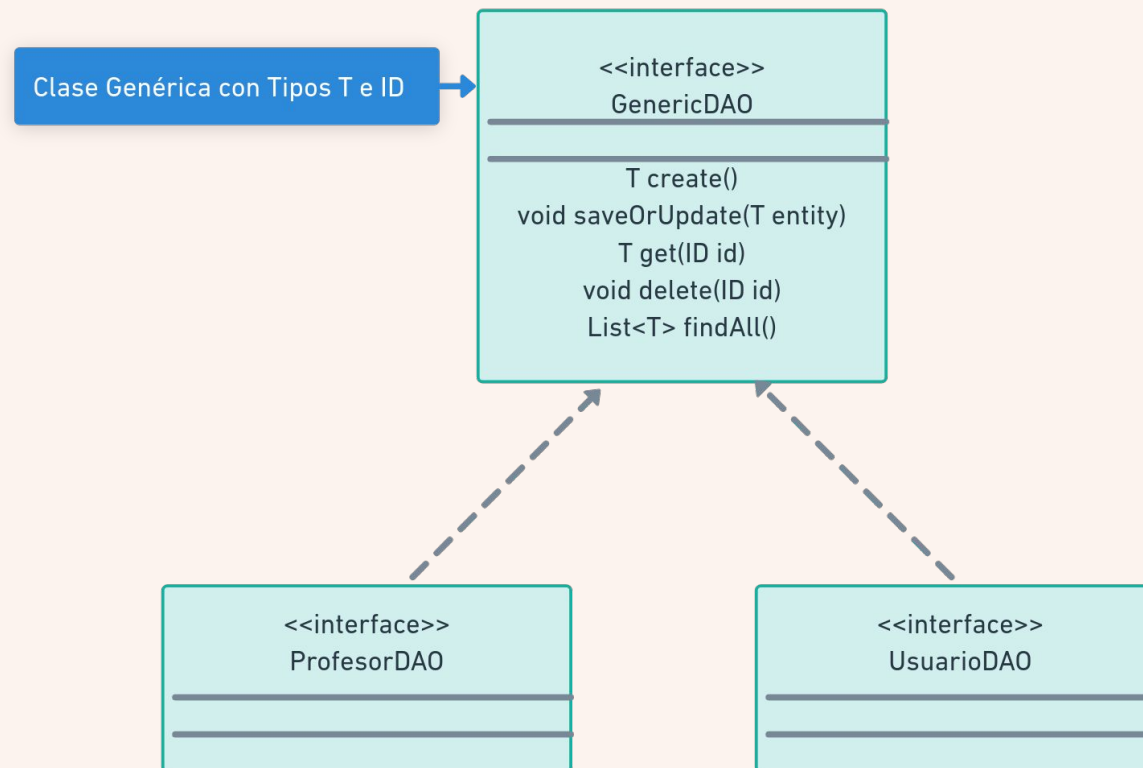 Clase Genérica con Tipos T e ID
<<interface>>
GenericDAO
T create()
void saveOrUpdate(T entity)
T get(ID id)
void delete(ID id)
List<T> findAll()
<<interface>>
ProfesorDAO
<<interface>>
UsuarioDAO